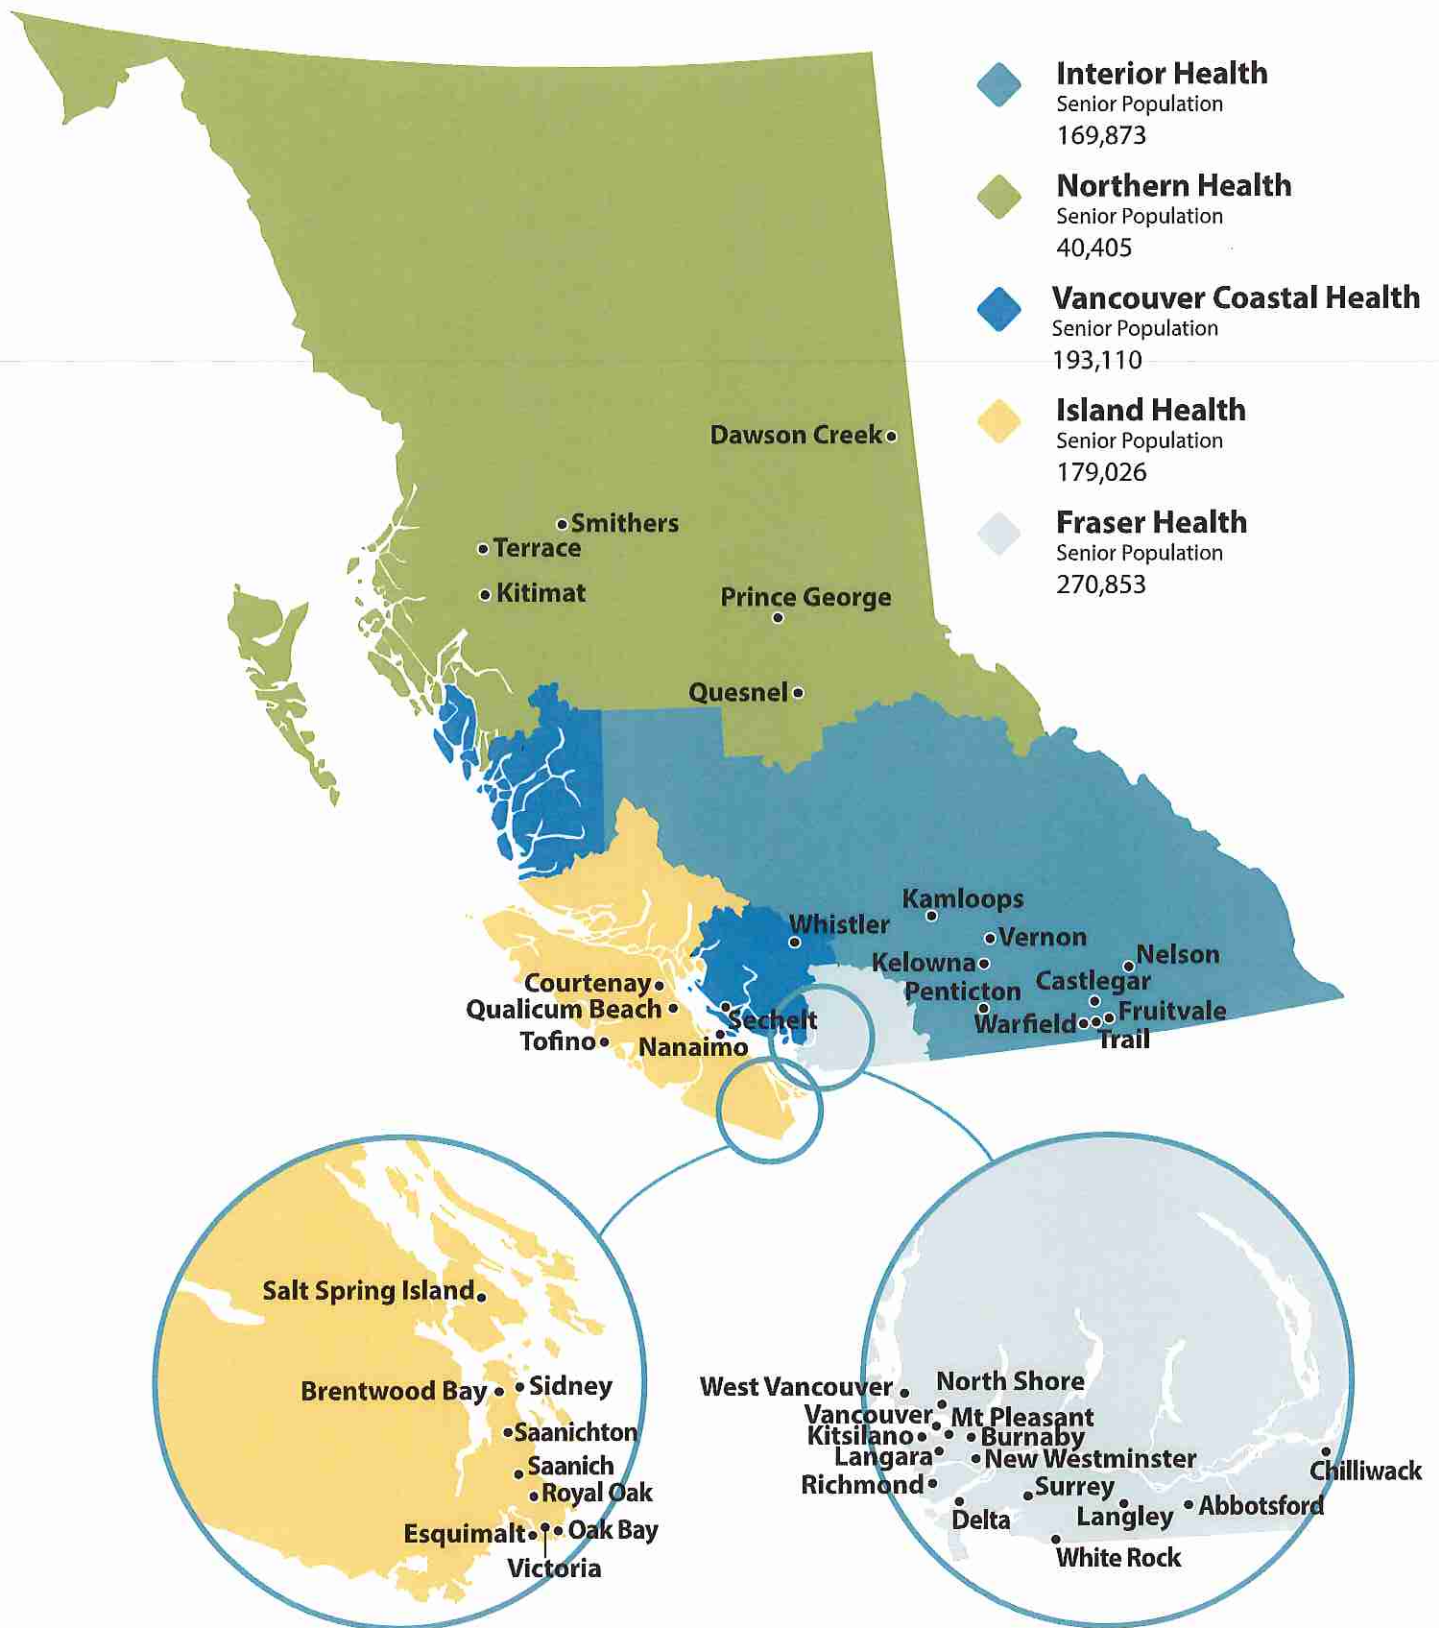 Interior Health
Senior Population
169,873
Northern Health
Senior Population
40,405
Vancouver Coastal Health
Senior Population
193,110
Island Health
Senior Population
179,026
Fraser Health
Senior Population
270,853
Dawson Creek
Smithers
Terrace
Kitimat
Prince George
Quesnel
Kamloops
Whistler
Vernon
Nelson
Kelowna
Castlegar
Courtenay
Penticton
Qualicum Beach
Sechelt
Fruitvale
Warfield
Tofino
Nanaimo
Trail
Salt Spring Island
Brentwood Bay
Sidney
Saanichton
Saanich
Royal Oak
Esquimalt
Oak Bay
Victoria
West Vancouver
North Shore
Vancouver
Mt Pleasant
Kitsilano
Burnaby
Langara
New Westminster
Chilliwack
Richmond
Surrey
Delta
Langley
Abbotsford
White Rock